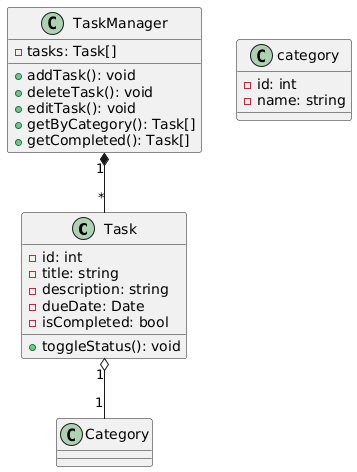 C TaskManager
tasks: Task[]
addTask(): void
deleteTask(): void
editTask(): void
getByCategory(): Task[]
getCompleted(): Task[]
C category
id: int
name: string
1
*
C Task
id: int
title: string
description: string
dueDate: Date
isCompleted: bool
toggleStatus(): void
1
1
C Category